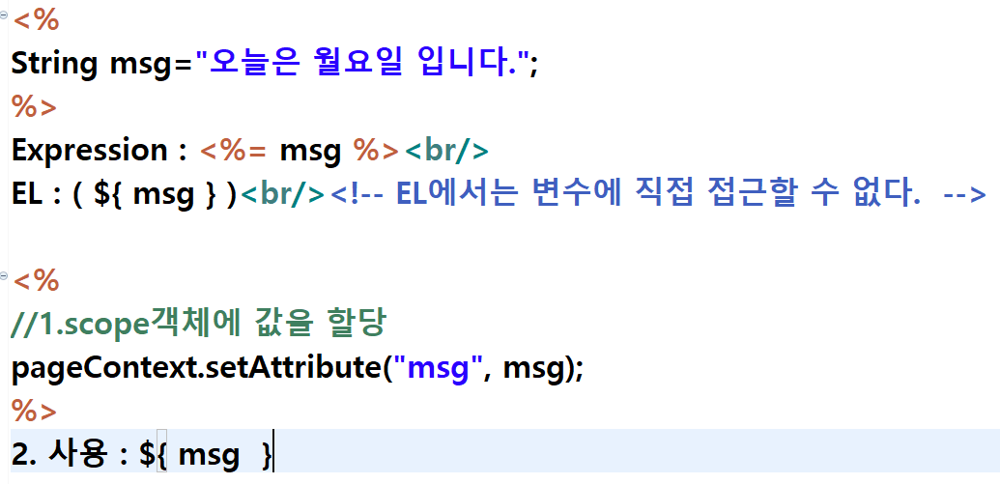 <%
String msg="오늘은 월요일 입니다.";
%>
Expression : <%= msg %><br/>
EL : ( ${ msg } )<br/><!-- EL에서는 변수에 직접 접근할 수 없다.  -->
<%
//1.scope객체에 값을 할당
pageContext.setAttribute("msg", msg);
%>
2. 사용 : ${ msg  }